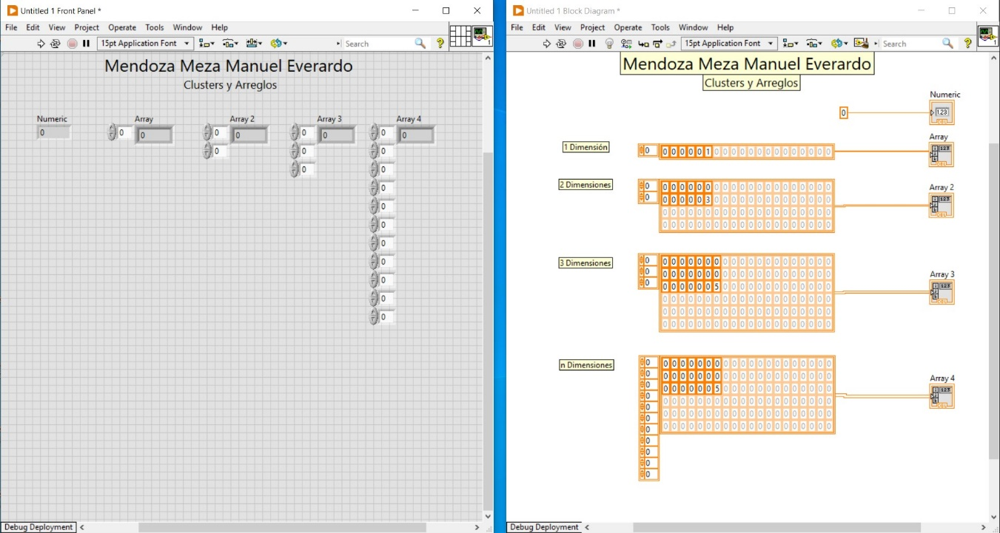 Untitled 1 Front Panel *
File Edit View Project Operate Tools Window Help
15pt Application Font
Search
1
Mendoza Meza Manuel Everardo
Clusters y Arreglos
Numeric Array Array 2 Array 3 Array 4
0 0 0 0 0 0 0 0 0
0 0 0
0 0
0
0
0
0
0
0
0
0
Debug Deployment
Untitled 1 Block Diagram *
File Edit View Project Operate Tools Window Help
15pt Application Font
Search
1
Mendoza Meza Manuel Everardo
Clusters y Arreglos
Numeric
0
1.23
DBL
Array
1 Dimensión
0 0 0 0 0 0 0 1 0 0 0 0 0 0 0 0 0 0 0 0 0
123
DBL
2 Dimensiones
Array 2
0 0 0 0 0 0 0 0 0 0 0 0 0 0 0 0 0 0 0 0 0
0 0 0 0 0 0 0 3 0 0 0 0 0 0 0 0 0 0 0 0 0
0 0 0 0 0 0 0 0 0 0 0 0 0 0 0 0 0 0 0 0
0 0 0 0 0 0 0 0 0 0 0 0 0 0 0 0 0 0 0 0
123
DBL
3 Dimensiones
Array 3
0 0 0 0 0 0 0 0 0 0 0 0 0 0 0 0 0 0 0 0 0
0 0 0 0 0 0 0 0 0 0 0 0 0 0 0 0 0 0 0 0 0
0 0 0 0 0 0 0 5 0 0 0 0 0 0 0 0 0 0 0 0 0
0 0 0 0 0 0 0 0 0 0 0 0 0 0 0 0 0 0 0 0
0 0 0 0 0 0 0 0 0 0 0 0 0 0 0 0 0 0 0 0
0 0 0 0 0 0 0 0 0 0 0 0 0 0 0 0 0 0 0 0
123
DBL
n Dimensiones
Array 4
0 0 0 0 0 0 0 0 0 0 0 0 0 0 0 0 0 0 0 0 0
0 0 0 0 0 0 0 0 0 0 0 0 0 0 0 0 0 0 0 0 0
0 0 0 0 0 0 0 5 0 0 0 0 0 0 0 0 0 0 0 0 0
0 0 0 0 0 0 0 0 0 0 0 0 0 0 0 0 0 0 0 0 0
0 0 0 0 0 0 0 0 0 0 0 0 0 0 0 0 0 0 0 0 0
0 0 0 0 0 0 0 0 0 0 0 0 0 0 0 0 0 0 0 0 0
0
0
0
0
0
123
DBL
Debug Deployment